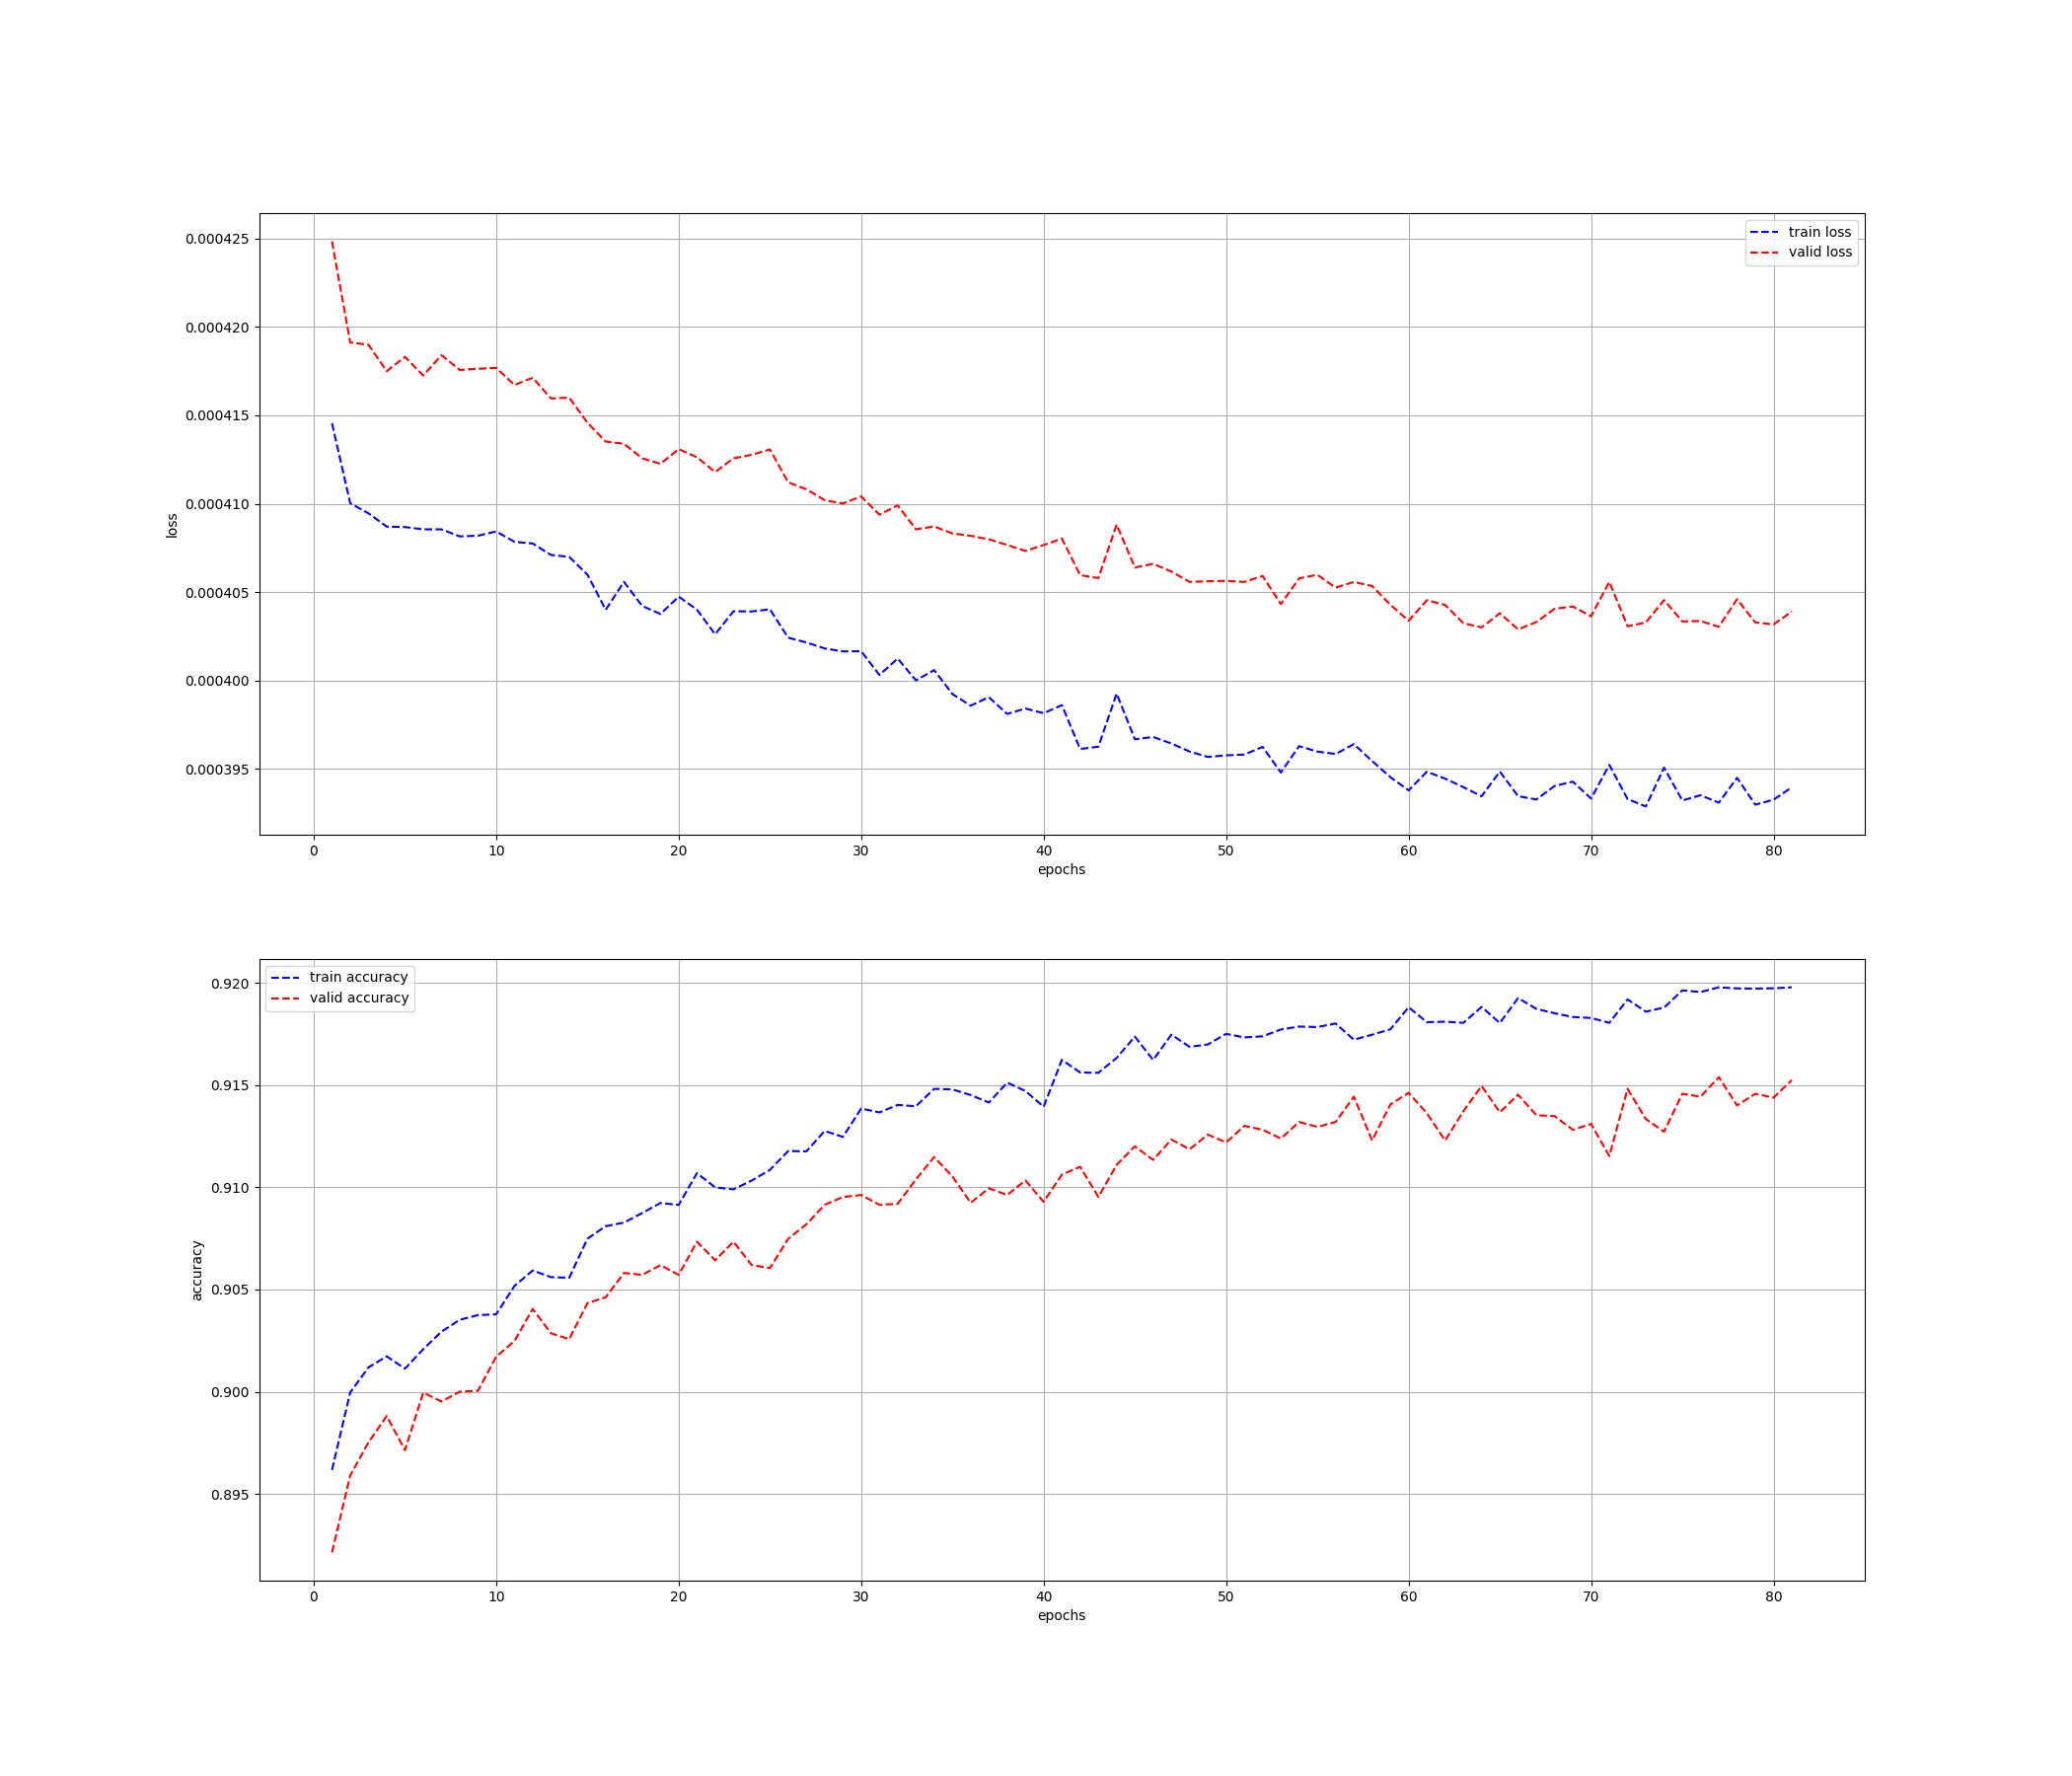 train loss
valid loss
0.000425
0.000420
0.000415
0.000410
0.000405
0.000400
0.000395
loss
0 10 20 30 40 50 60 70 80
epochs
train accuracy
valid accuracy
0.920
0.915
0.910
0.905
0.900
0.895
accuracy
0 10 20 30 40 50 60 70 80
epochs